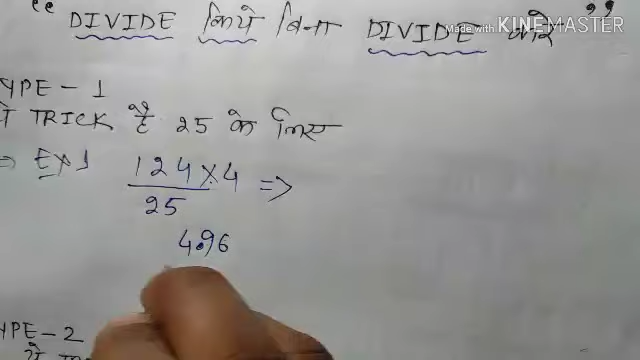 Made with KINEMASTER
“ DIVIDE किये बिना DIVIDE करे ”
YPE - 1
ये TRICK है 25 के लिए
⇒ EX1 124 × 4 ⇒
25
4.96
YPE - 2
ये